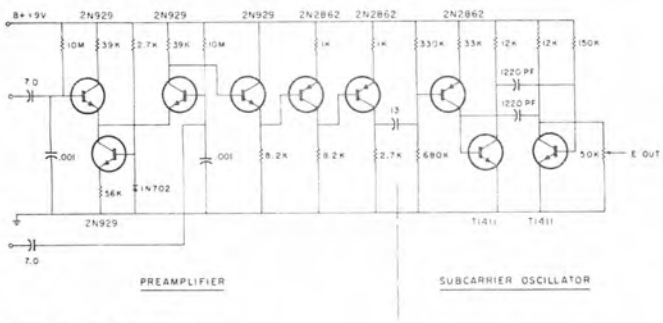 B+ +9V 2N929 2N929 2N929 2N2862 2N2862 2N2862
10M 39K 2.7K 39K 10M 1K 1K 330K 33K 12K 12K 150K
1220 PF
7.0
1220 PF
13
.001 .001 8.2K 8.2K 2.7K 680K 50K E OUT
56K 1N702
2N929 TI411 TI411
7.0
PREAMPLIFIER SUBCARRIER OSCILLATOR